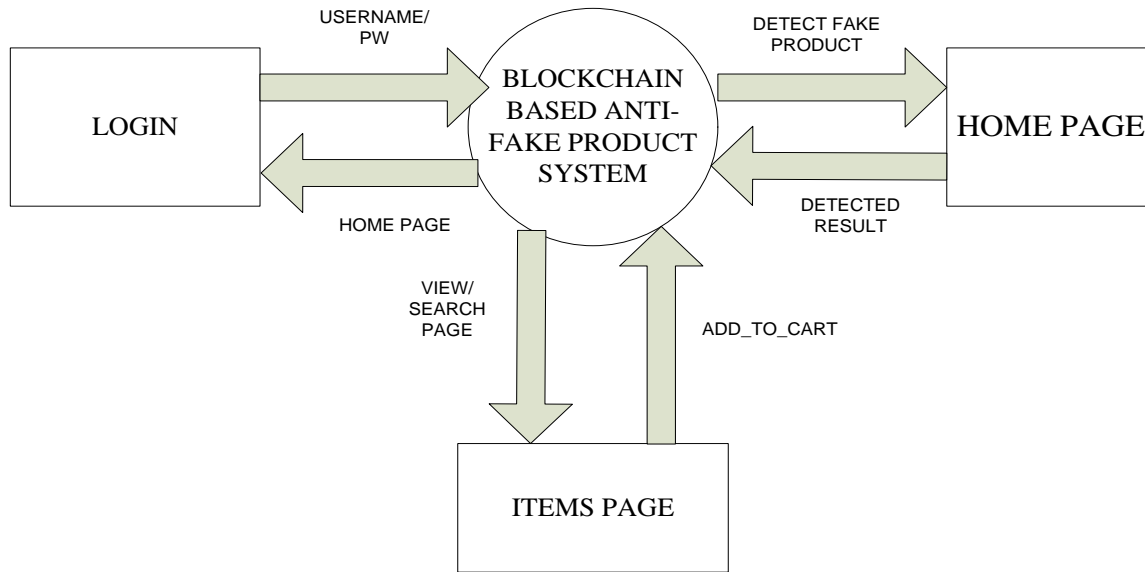 USERNAME/
PW
DETECT FAKE
PRODUCT
LOGIN
BLOCKCHAIN
BASED ANTI-
FAKE PRODUCT
SYSTEM
HOME PAGE
HOME PAGE
DETECTED
RESULT
VIEW/
SEARCH
PAGE
ADD_TO_CART
ITEMS PAGE